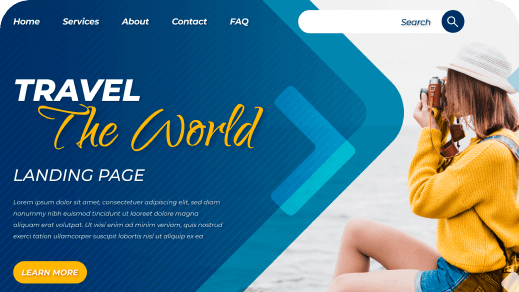 Home Services About Contact FAQ Search
TRAVEL
The World
LANDING PAGE
Lorem ipsum dolor sit amet, consectetuer adipiscing elit, sed diam
nonummy nibh euismod tincidunt ut laoreet dolore magna
aliquam erat volutpat. Ut wisi enim ad minim veniam, quis nostrud
exerci tation ullamcorper suscipit lobortis nisl ut aliquip ex ea
LEARN MORE